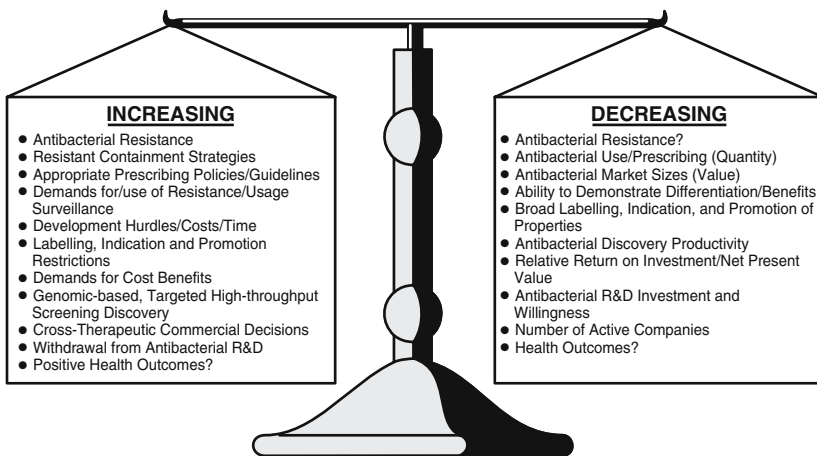 INCREASING
● Antibacterial Resistance
● Resistant Containment Strategies
● Appropriate Prescribing Policies/Guidelines
● Demands for/use of Resistance/Usage
Surveillance
● Development Hurdles/Costs/Time
● Labelling, Indication and Promotion
Restrictions
● Demands for Cost Benefits
● Genomic-based, Targeted High-throughput
Screening Discovery
● Cross-Therapeutic Commercial Decisions
● Withdrawal from Antibacterial R&D
● Positive Health Outcomes?
DECREASING
● Antibacterial Resistance?
● Antibacterial Use/Prescribing (Quantity)
● Antibacterial Market Sizes (Value)
● Ability to Demonstrate Differentiation/Benefits
● Broad Labelling, Indication, and Promotion of
Properties
● Antibacterial Discovery Productivity
● Relative Return on Investment/Net Present
Value
● Antibacterial R&D Investment and
Willingness
● Number of Active Companies
● Health Outcomes?